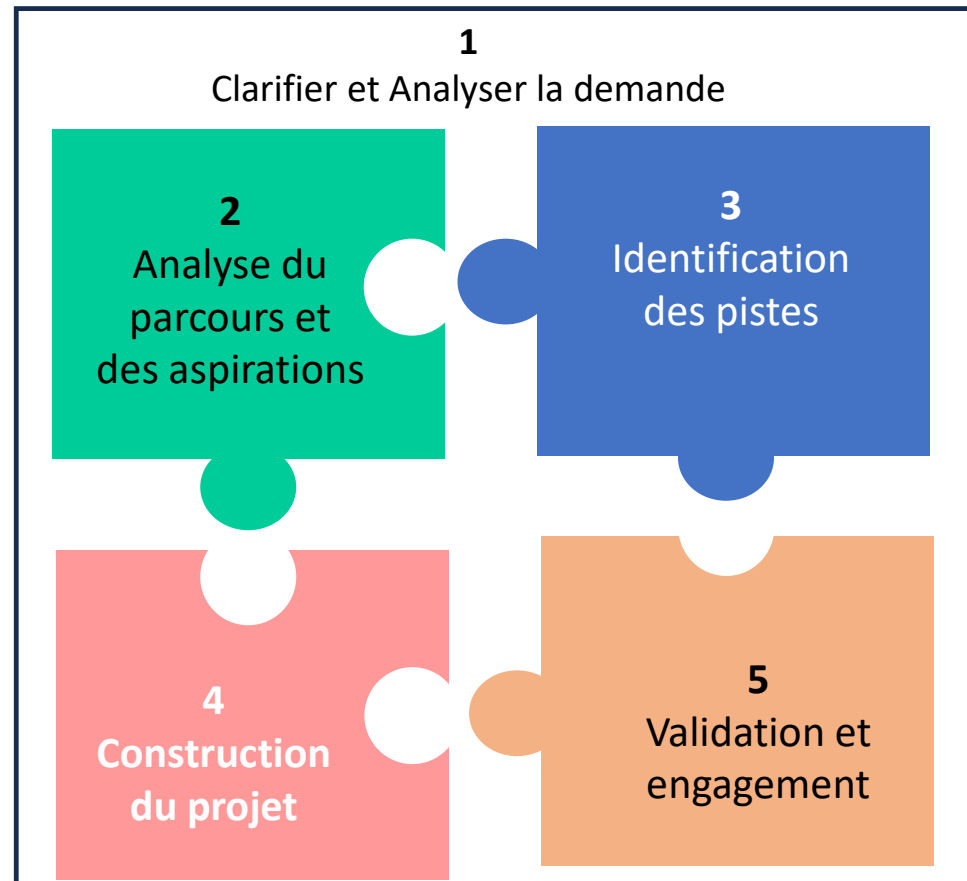 1
Clarifier et Analyser la demande
2
Analyse du
parcours et
des aspirations
3
Identification
des pistes
4
Construction
du projet
5
Validation et
engagement